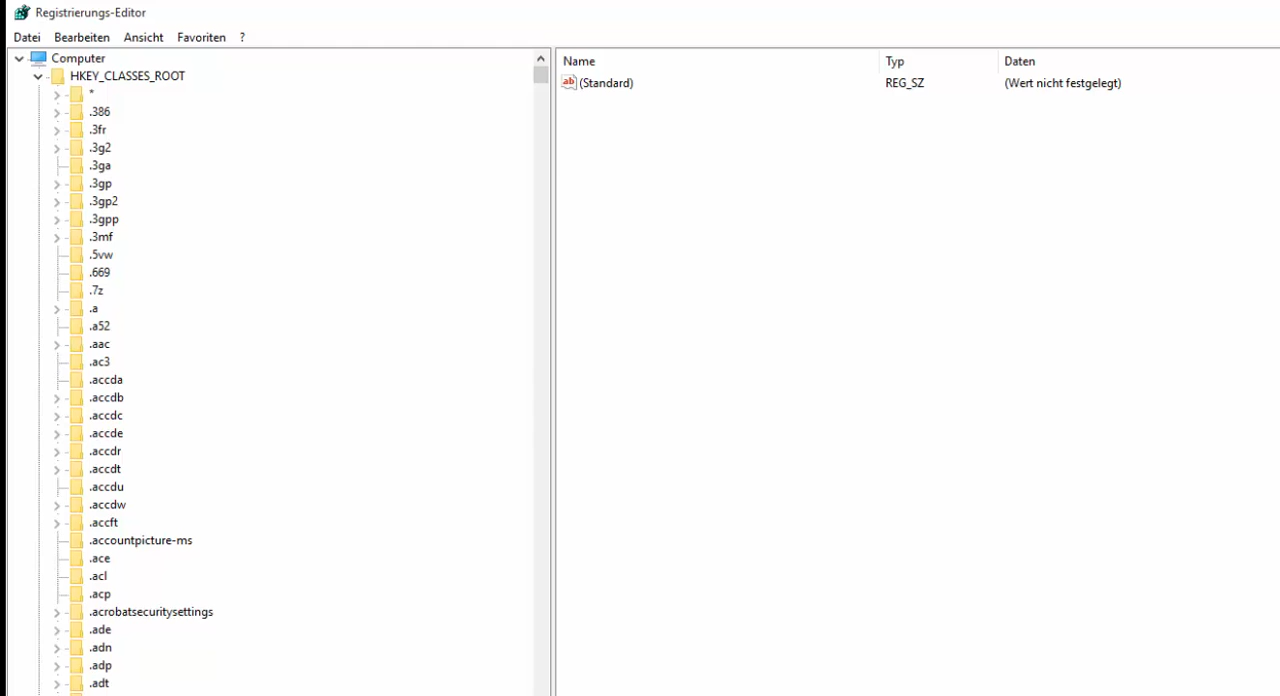 Registrierungs-Editor
Datei Bearbeiten Ansicht Favoriten ?
Computer
HKEY_CLASSES_ROOT
*
.386
.3fr
.3g2
.3ga
.3gp
.3gp2
.3gpp
.3mf
.5vw
.669
.7z
.a
.a52
.aac
.ac3
.accda
.accdb
.accdc
.accde
.accdr
.accdt
.accdu
.accdw
.accft
.accountpicture-ms
.ace
.acl
.acp
.acrobatsecuritysettings
.ade
.adn
.adp
.adt
Name Typ Daten
ab (Standard) REG_SZ (Wert nicht festgelegt)